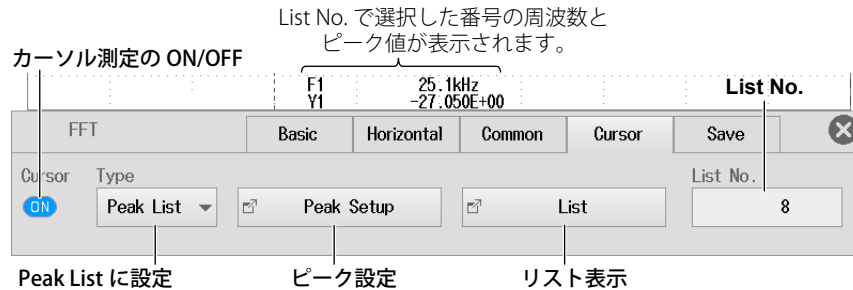 List No. で選択した番号の周波数と
ピーク値が表示されます。
カーソル測定の ON/OFF
F1 25.1kHz
Y1 -27.050E+00
List No.
FFT Basic Horizontal Common Cursor Save
Cursor Type List No.
ON Peak List Peak Setup List 8
Peak List に設定 ピーク設定 リスト表示